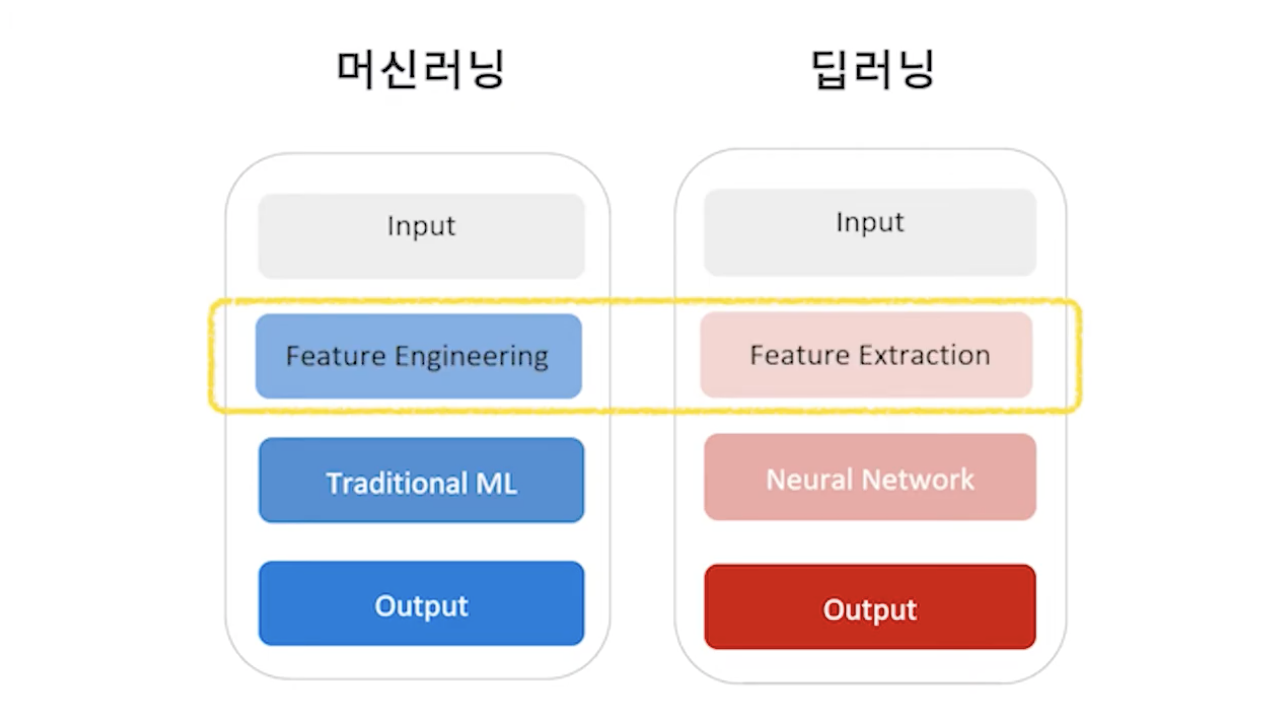 머신러닝
딥러닝
Input
Feature Engineering
Traditional ML
Output
Input
Feature Extraction
Neural Network
Output